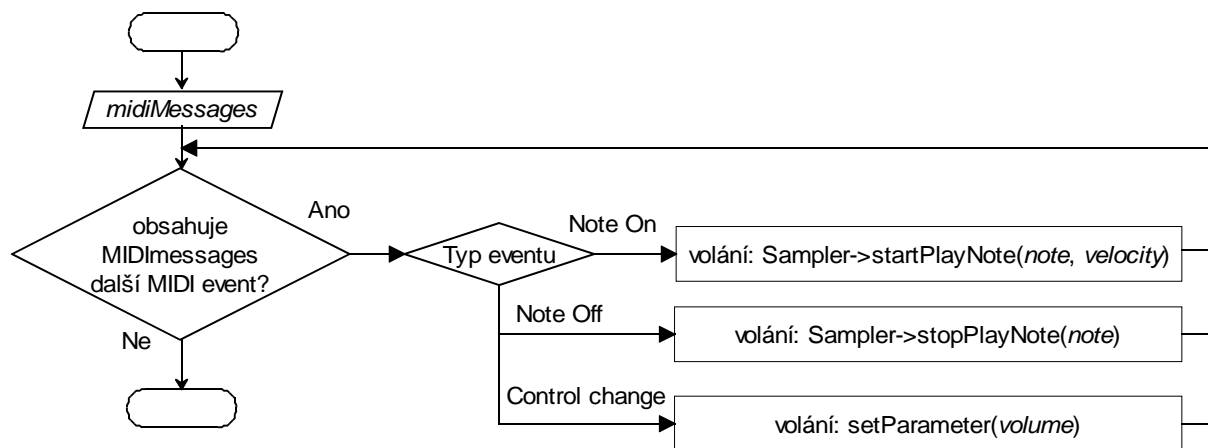 midiMessages
Ano
obsahuje
MIDImessages
další MIDI event?
Ne
Typ eventu
Note On
volání: Sampler->startPlayNote(note, velocity)
Note Off
volání: Sampler->stopPlayNote(note)
Control change
volání: setParameter(volume)